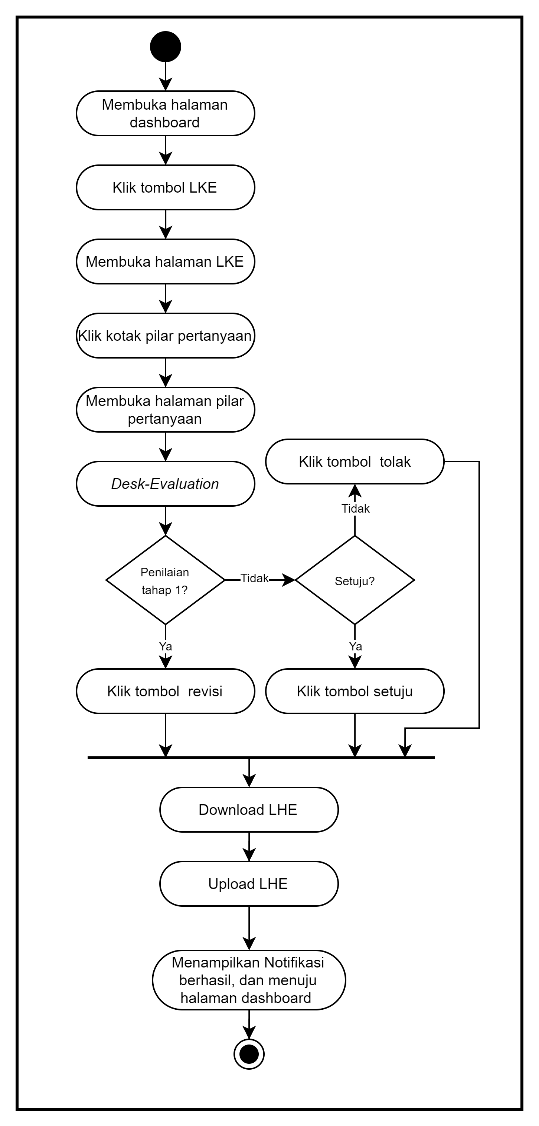 Membuka halaman
dashboard
Klik tombol LKE
Membuka halaman LKE
Klik kotak pilar pertanyaan
Membuka halaman pilar
pertanyaan
Desk-Evaluation
Klik tombol tolak
Tidak
Penilaian
tahap 1?
Tidak
Setuju?
Ya
Ya
Klik tombol revisi
Klik tombol setuju
Download LHE
Upload LHE
Menampilkan Notifikasi
berhasil, dan menuju
halaman dashboard